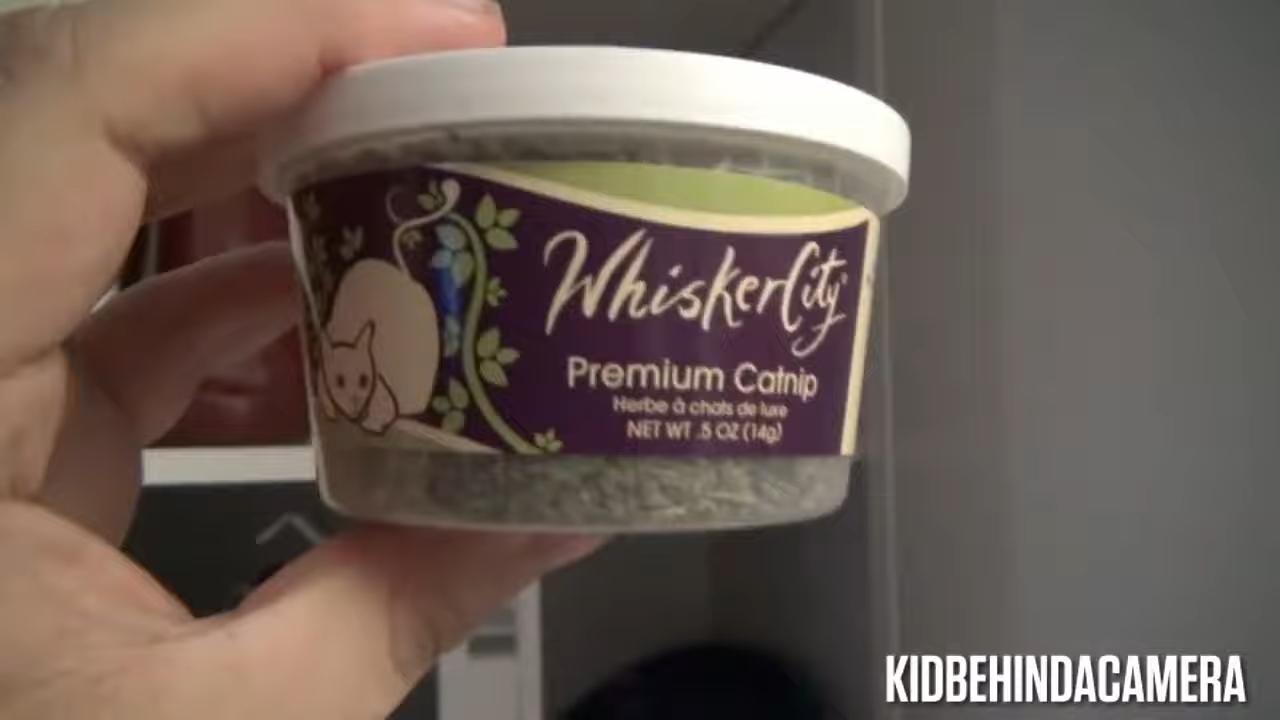 WhiskerCity
Premium Catnip
Herbe à chats de luxe
NET WT .5 OZ (14g)
KIDBEHINDACAMERA